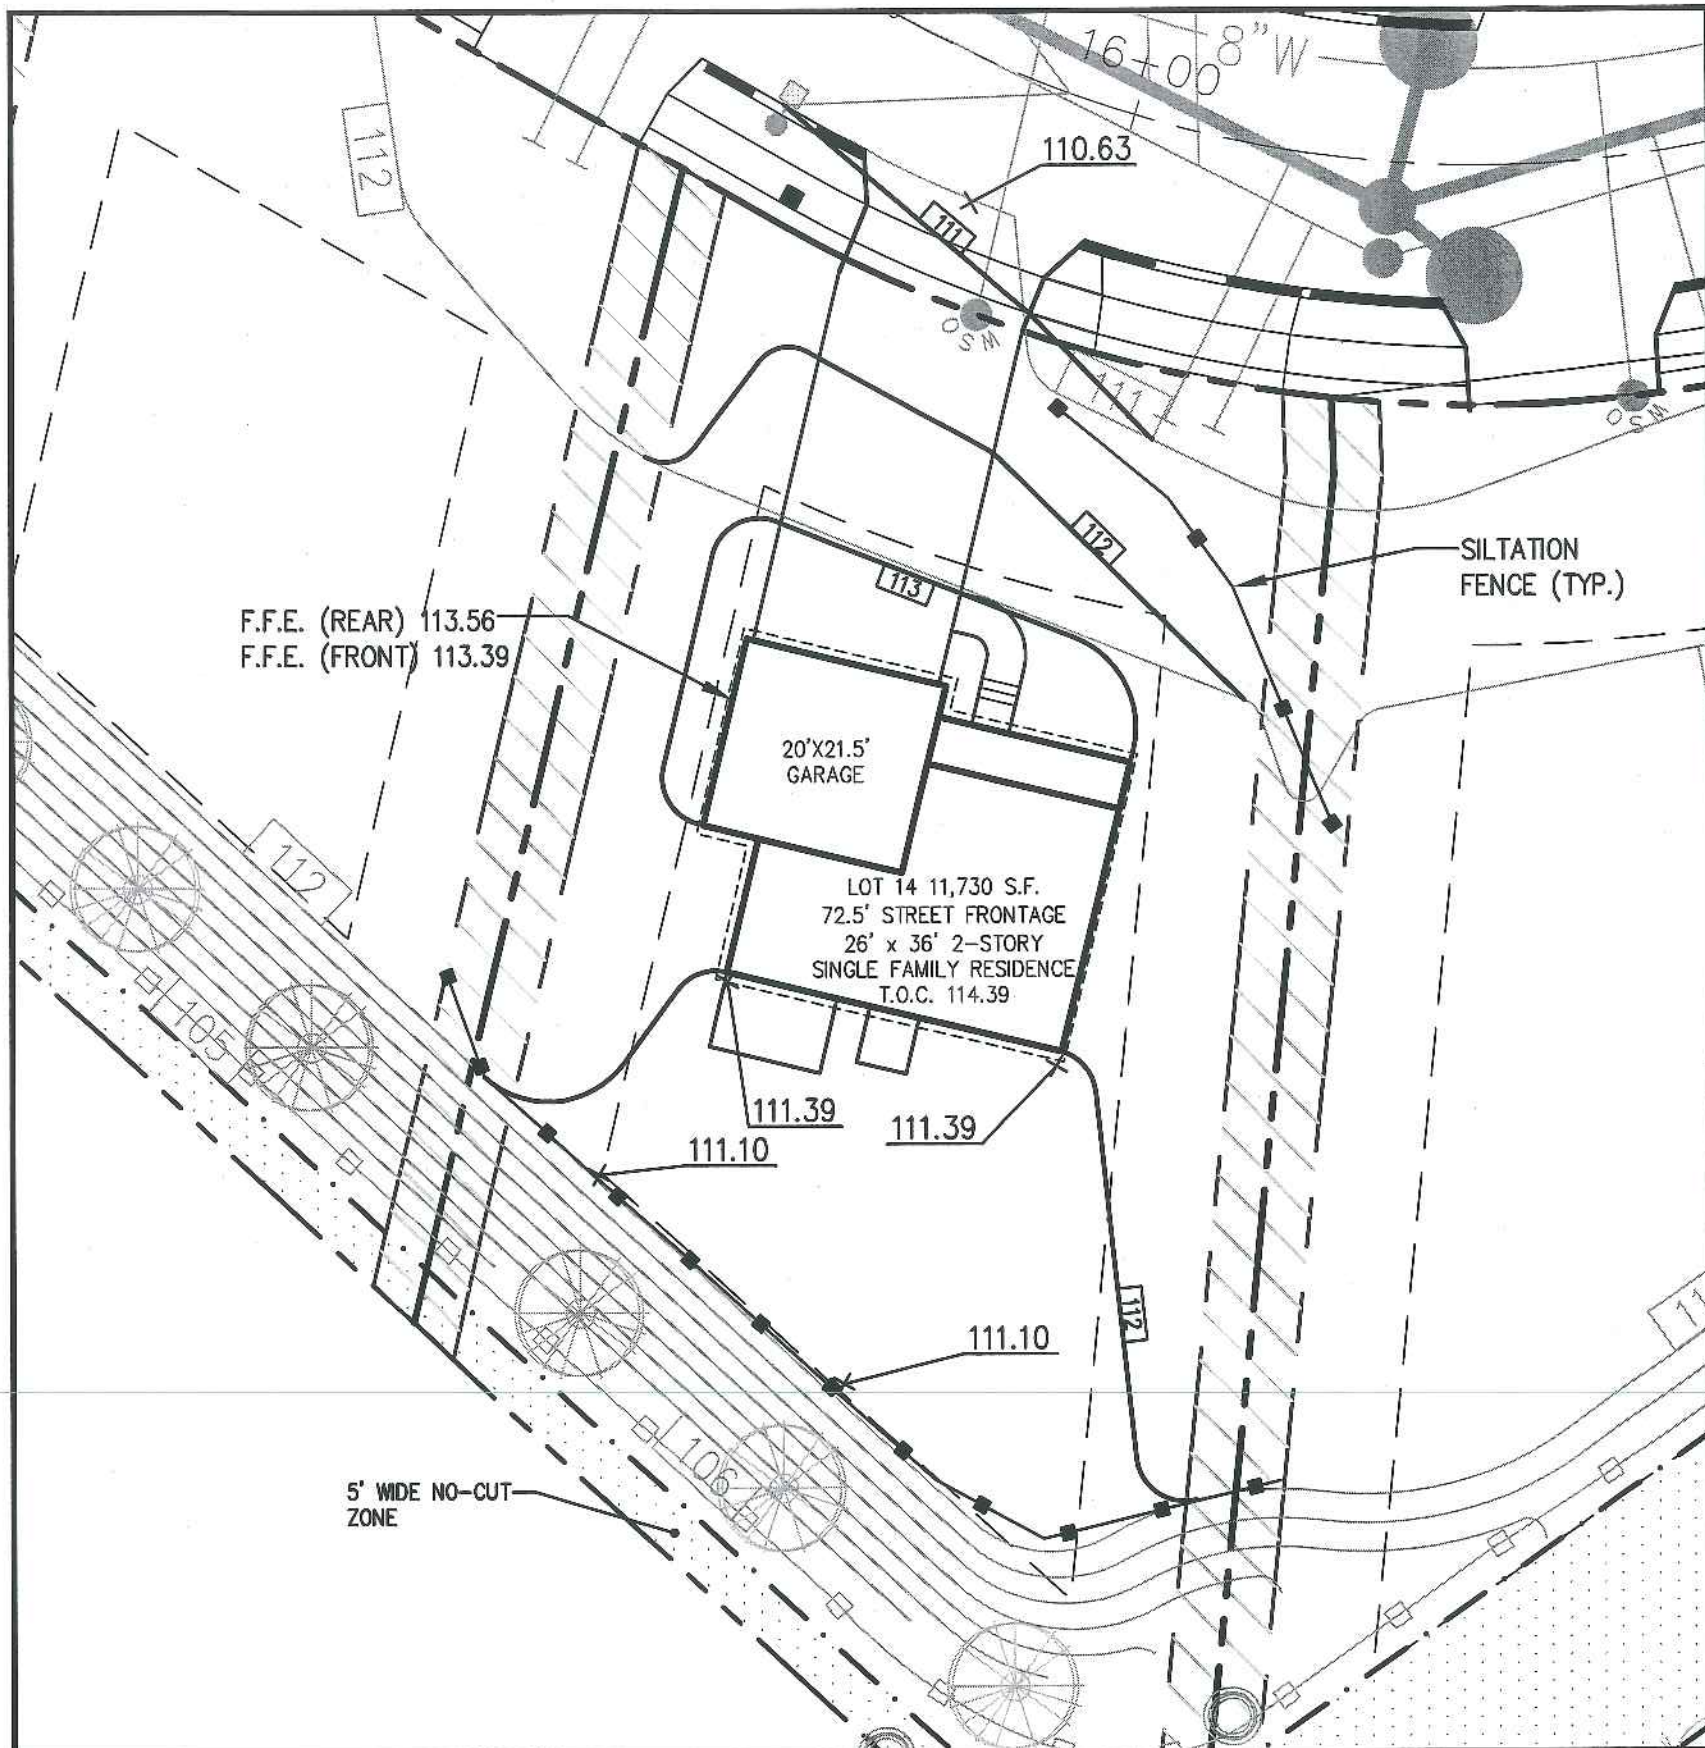 8"W
16+00
112
110.63
111
OSW
111
OSW
112
SILTATION
FENCE (TYP.)
113
F.F.E. (REAR) 113.56
F.F.E. (FRONT) 113.39
20'X21.5'
GARAGE
112
LOT 14 11,730 S.F.
72.5' STREET FRONTAGE
26' x 36' 2-STORY
SINGLE FAMILY RESIDENCE
T.O.C. 114.39
105
111.39
111.39
111.10
112
111.10
106
5' WIDE NO-CUT
ZONE